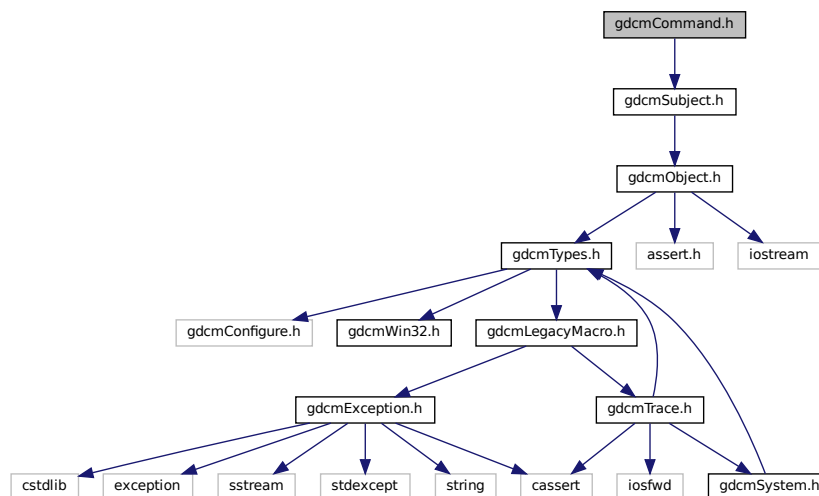 gdcmCommand.h
gdcmSubject.h
gdcmObject.h
gdcmTypes.h
assert.h
iostream
gdcmConfigure.h
gdcmWin32.h
gdcmLegacyMacro.h
gdcmException.h
gdcmTrace.h
cstdlib
exception
sstream
stdexcept
string
cassert
iosfwd
gdcmSystem.h